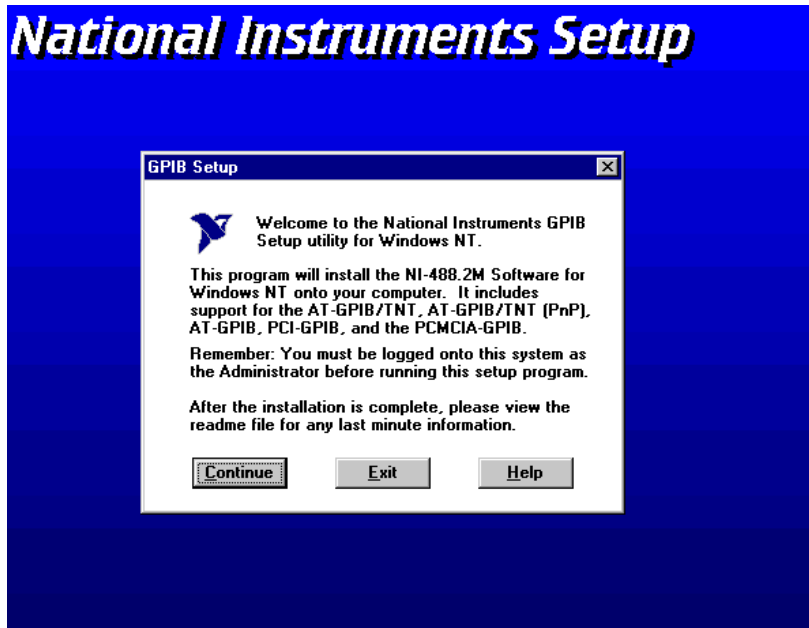 National Instruments Setup
GPIB Setup
Welcome to the National Instruments GPIB
Setup utility for Windows NT.
This program will install the NI-488.2M Software for
Windows NT onto your computer.  It includes
support for the AT-GPIB/TNT, AT-GPIB/TNT (PnP),
AT-GPIB, PCI-GPIB, and the PCMCIA-GPIB.
Remember: You must be logged onto this system as
the Administrator before running this setup program.
After the installation is complete, please view the
readme file for any last minute information.
Continue Exit Help